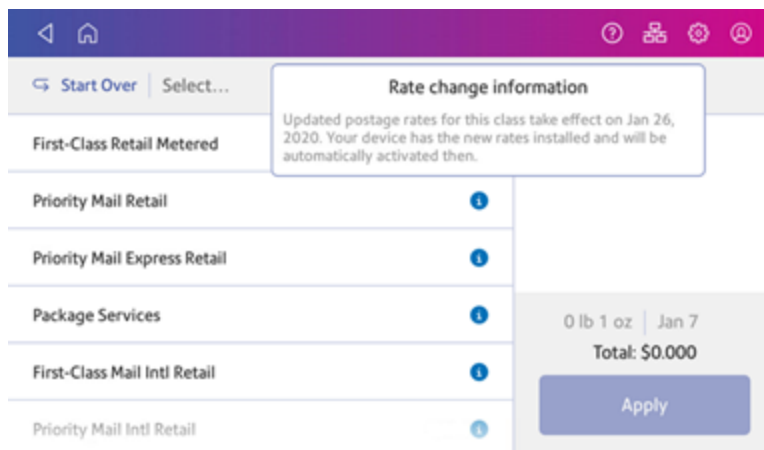 Start Over
Select...
Rate change information
Updated postage rates for this class take effect on Jan 26,
2020. Your device has the new rates installed and will be
automatically activated then.
First-Class Retail Metered
Priority Mail Retail
Priority Mail Express Retail
Package Services
First-Class Mail Intl Retail
Priority Mail Intl Retail
0 lb 1 oz
Jan 7
Total: $0.000
Apply